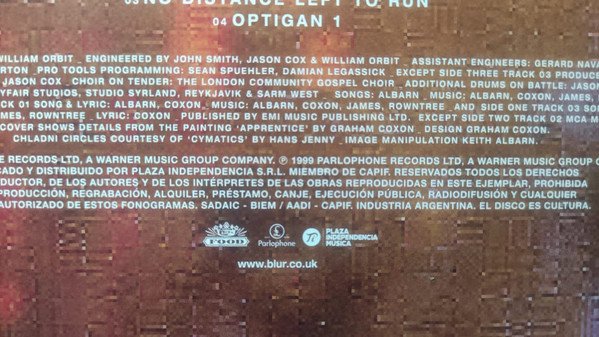 03 NO DISTANCE LEFT TO RUN
04 OPTIGAN 1
WILLIAM ORBIT _ ENGINEERED BY JOHN SMITH, JASON COX & WILLIAM ORBIT _ ASSISTANT ENGINEERS: GERARD NAVA
RTON _PRO TOOLS PROGRAMMING: SEAN SPUEHLER, DAMIAN LEGASSICK _ EXCEPT SIDE THREE TRACK 03 PRODUCE
JASON COX _ CHOIR ON TENDER: THE LONDON COMMUNITY GOSPEL CHOIR _ ADDITIONAL DRUMS ON BATTLE: JASON
YFAIR STUDIOS, STUDIO SYRLAND, REYKJAVIK & SARM WEST _ SONGS: ALBARN _ MUSIC: ALBARN, COXON, JAMES,
CK 01 SONG & LYRIC: ALBARN, COXON_ MUSIC: ALBARN, COXON, JAMES, ROWNTREE _ AND SIDE ONE TRACK 03 SO
MES, ROWNTREE _ LYRIC: COXON _ PUBLISHED BY EMI MUSIC PUBLISHING LTD. EXCEPT SIDE TWO TRACK 02 MCA M
COVER SHOWS DETAILS FROM THE PAINTING 'APPRENTICE' BY GRAHAM COXON _ DESIGN GRAHAM COXON.
CHLADNI CIRCLES COURTESY OF 'CYMATICS' BY HANS JENNY _ IMAGE MANIPULATION KEITH ALBARN.
E RECORDS LTD, A WARNER MUSIC GROUP COMPANY. ℗ 1999 PARLOPHONE RECORDS LTD, A WARNER MUSIC GROUP C
CADO Y DISTRIBUIDO POR PLAZA INDEPENDENCIA S.R.L. MIEMBRO DE CAPIF. RESERVADOS TODOS LOS DERECHOS
DUCTOR, DE LOS AUTORES Y DE LOS INTÉRPRETES DE LAS OBRAS REPRODUCIDAS EN ESTE EJEMPLAR, PROHIBIDA
PRODUCCIÓN, REGRABACIÓN, ALQUILER, PRÉSTAMO, CANJE, EJECUCIÓN PÚBLICA, RADIODIFUSIÓN Y CUALQUIER
AUTORIZADO DE ESTOS FONOGRAMAS. SADAIC - BIEM / AADI - CAPIF. INDUSTRIA ARGENTINA. EL DISCO ES CULTURA.
FOOD
Parlophone
PLAZA
INDEPENDENCIA
MUSICA
www.blur.co.uk